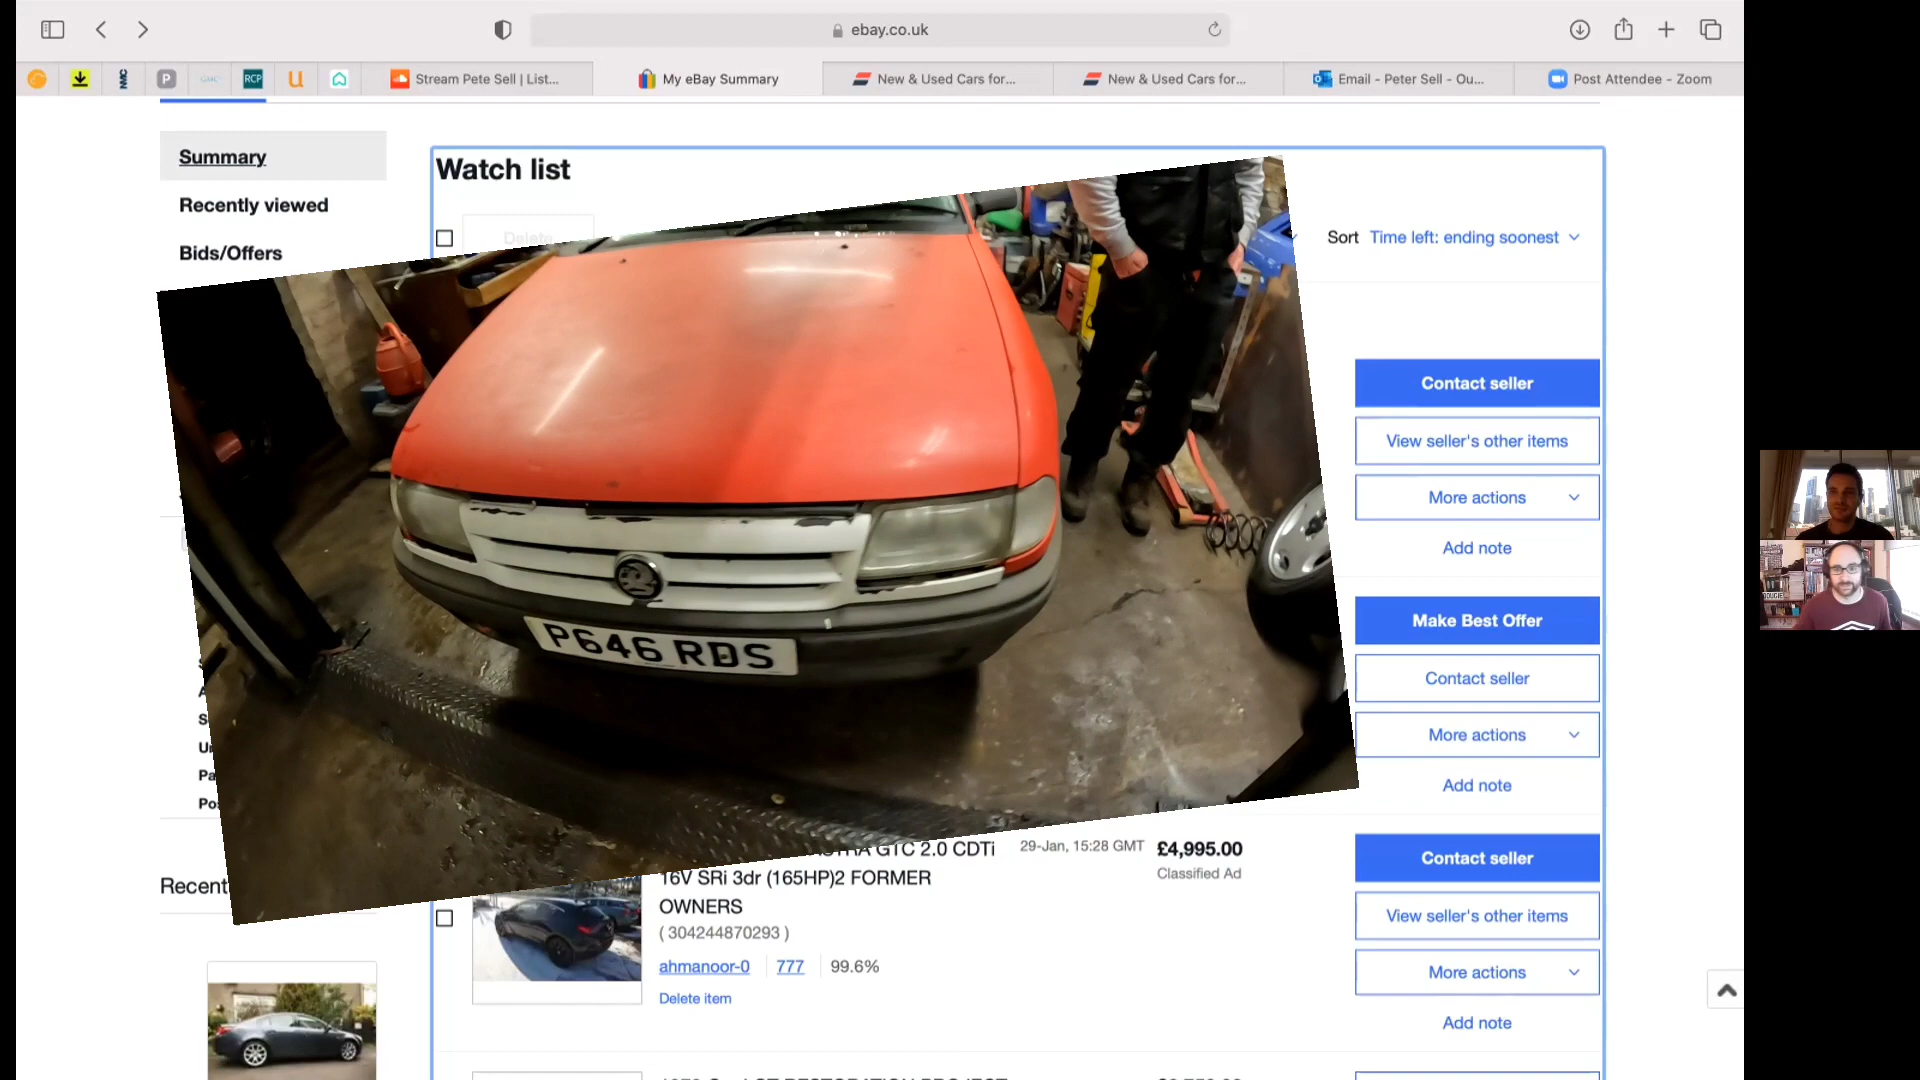 ebay.co.uk
NMC
P
GMC
RCP
u
Stream Pete Sell | List...
My eBay Summary
New & Used Cars for...
New & Used Cars for...
Email - Peter Sell - Ou...
Post Attendee - Zoom
Summary
Recently viewed
Bids/Offers
Watch list
Delete
Sort Time left: ending soonest
Contact seller
View seller's other items
More actions
Add note
Make Best Offer
Contact seller
More actions
Add note
P646 RDS
Recent
GTC 2.0 CDTi
16V SRi 3dr (165HP)2 FORMER
OWNERS
( 304244870293 )
ahmanoor-0 777 99.6%
Delete item
29-Jan, 15:28 GMT £4,995.00
Classified Ad
Contact seller
View seller's other items
More actions
Add note
DOUGIE